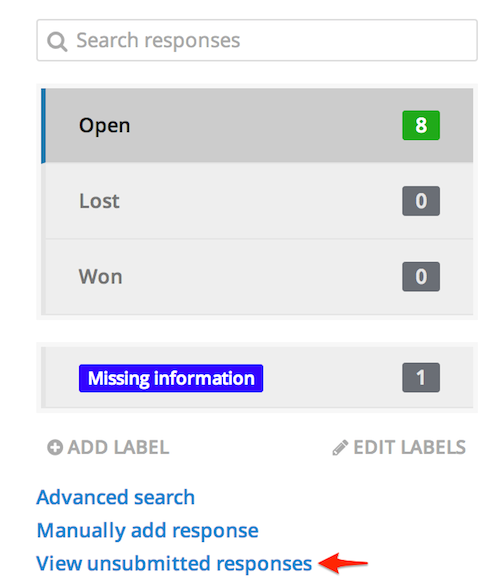 Search responses
Open 8
Lost 0
Won 0
Missing information 1
ADD LABEL EDIT LABELS
Advanced search
Manually add response
View unsubmitted responses